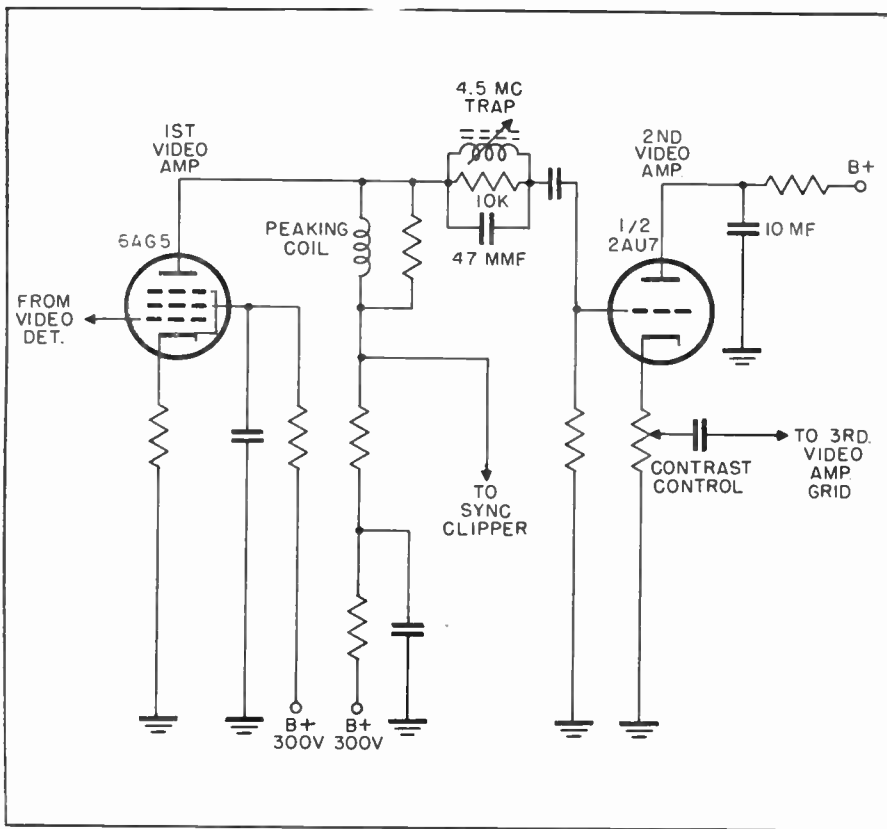 4.5 MC
TRAP
1ST
VIDEO
AMP
2ND
VIDEO
AMP.
B+
6AG5
PEAKING
COIL
10K
47 MMF
1/2
2AU7
10 MF
FROM
VIDEO
DET.
TO
SYNC
CLIPPER
CONTRAST
CONTROL
TO 3RD.
VIDEO
AMP.
GRID
B+
300V
B+
300V